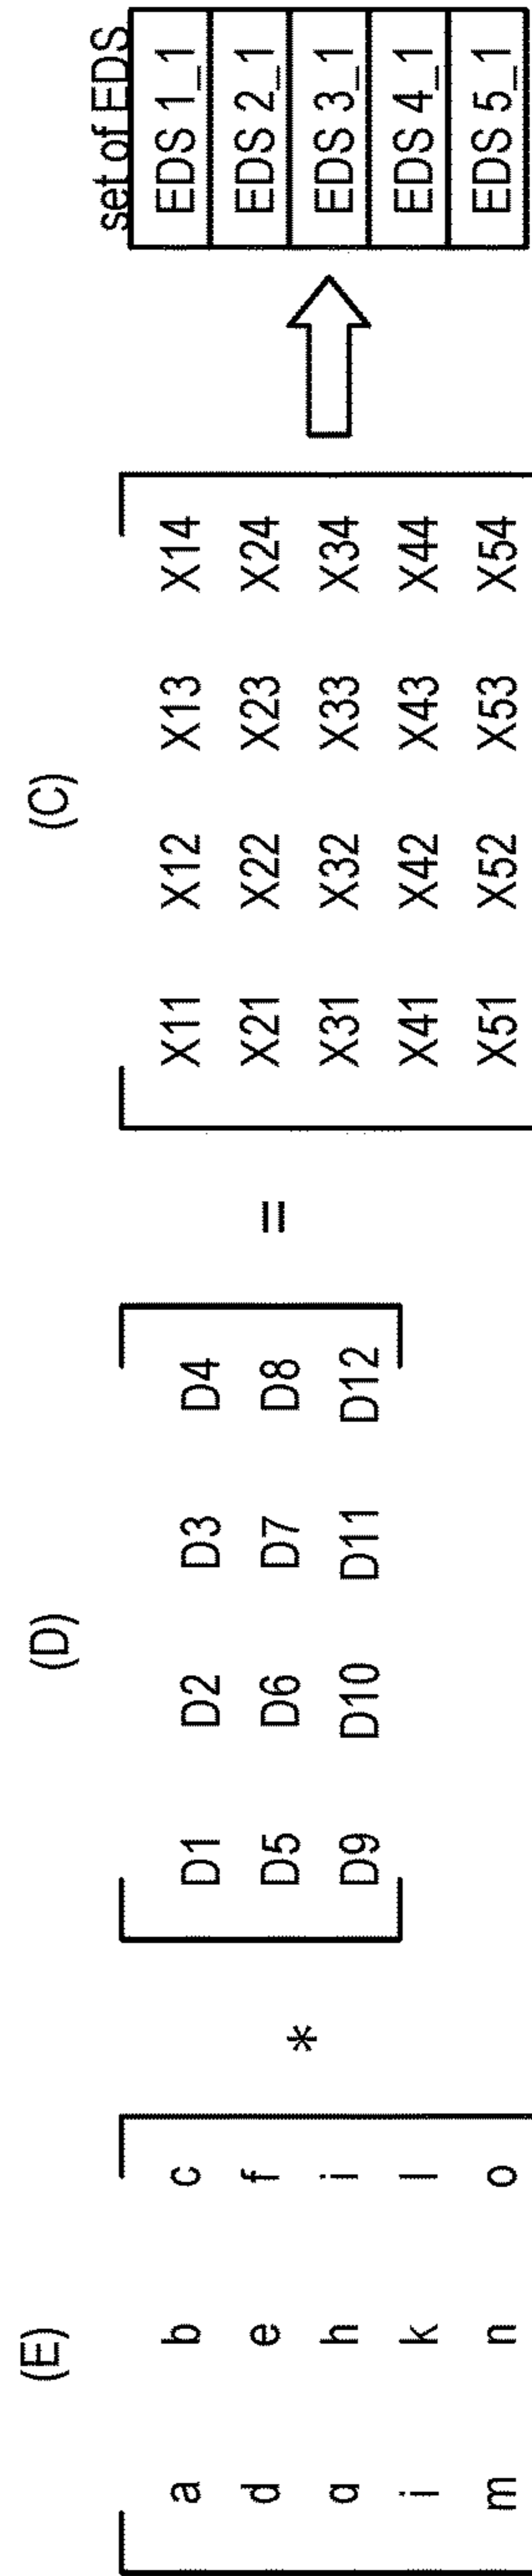 (E)
a b c
d e f
g h i
j k l
m n o
*
(D)
D1 D2 D3 D4
D5 D6 D7 D8
D9 D10 D11 D12
=
(C)
X11 X12 X13 X14
X21 X22 X23 X24
X31 X32 X33 X34
X41 X42 X43 X44
X51 X52 X53 X54
set of EDS
EDS 1_1
EDS 2_1
EDS 3_1
EDS 4_1
EDS 5_1